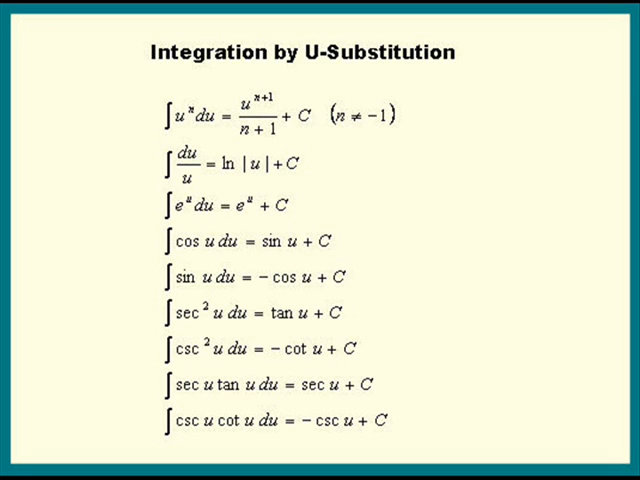 Integration by U-Substitution
∫ uⁿ du = uⁿ⁺¹/(n + 1) + C (n ≠ −1)
∫ du/u = ln |u| + C
∫ eᵘ du = eᵘ + C
∫ cos u du = sin u + C
∫ sin u du = − cos u + C
∫ sec² u du = tan u + C
∫ csc² u du = − cot u + C
∫ sec u tan u du = sec u + C
∫ csc u cot u du = − csc u + C